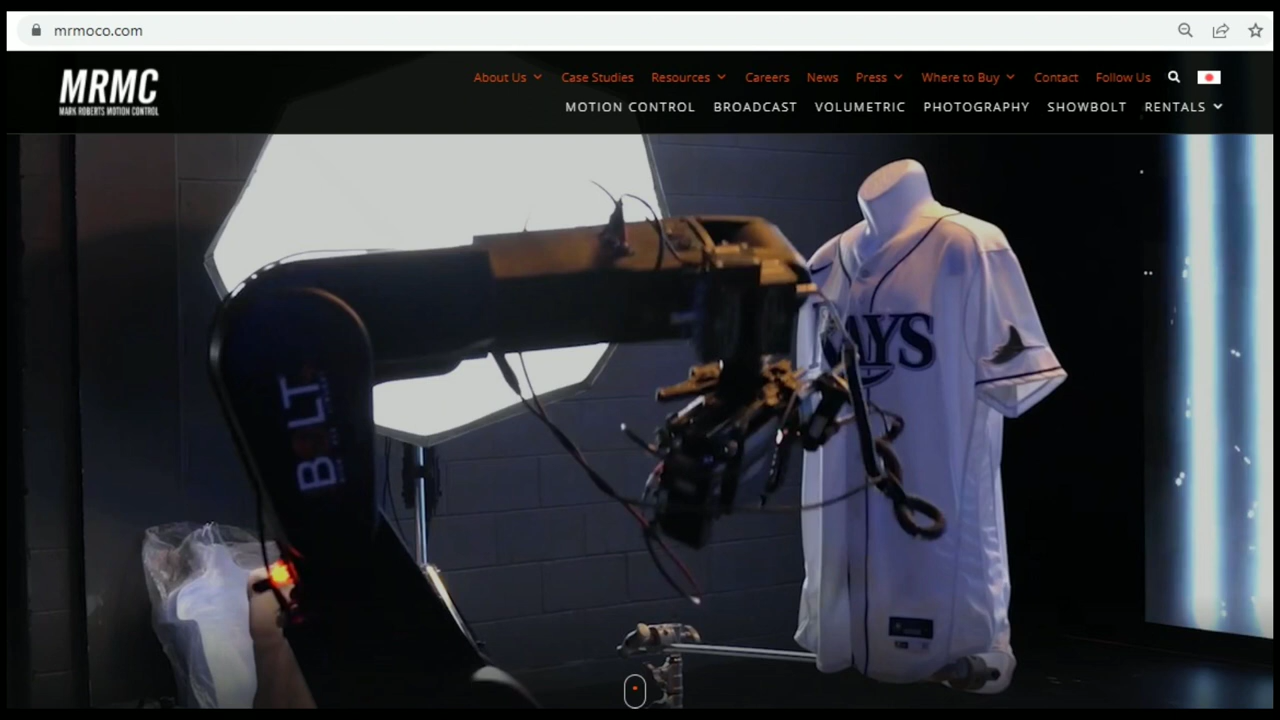 mrmoco.com
MRMC
MARK ROBERTS MOTION CONTROL
About Us Case Studies Resources Careers News Press Where to Buy Contact Follow Us
MOTION CONTROL BROADCAST VOLUMETRIC PHOTOGRAPHY SHOWBOLT RENTALS
RAYS
BOLT